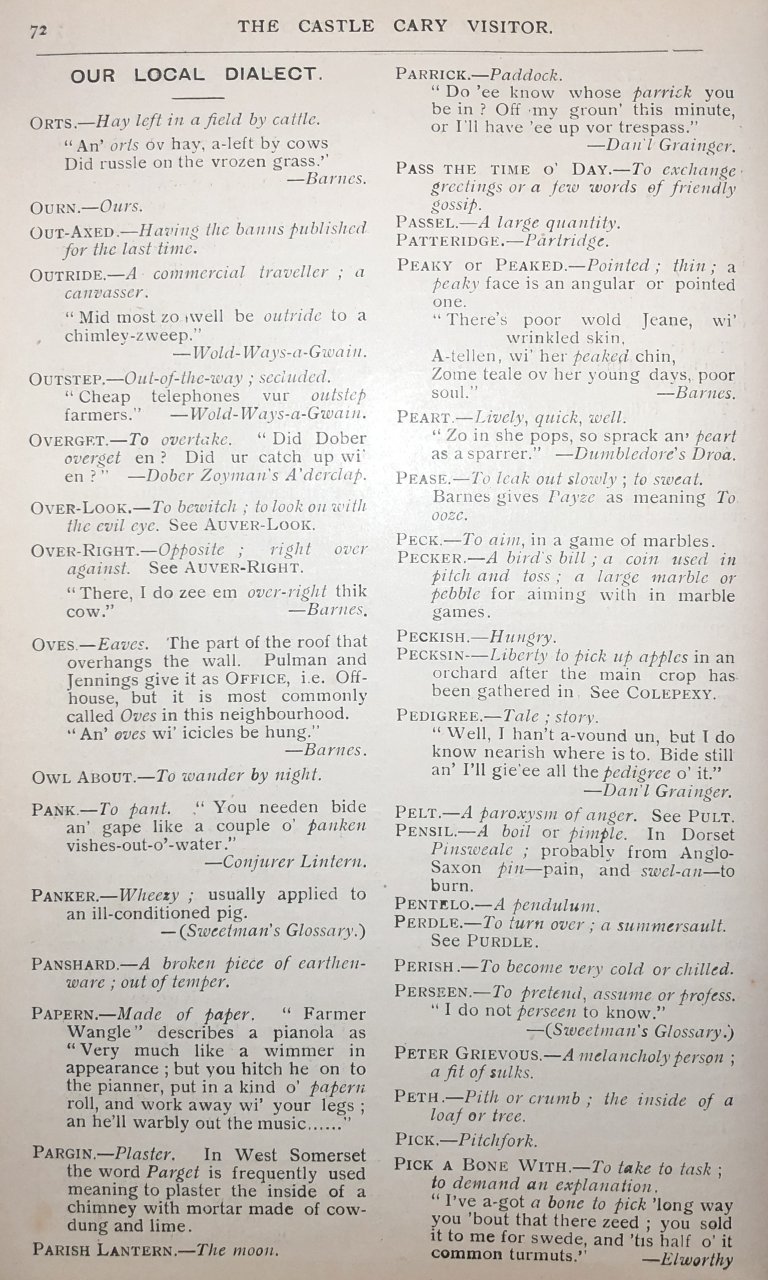 72
THE CASTLE CARY VISITOR.
OUR LOCAL DIALECT.
ORTS.—Hay left in a field by cattle.
“An' orts ov hay, a-left by cows
Did russle on the vrozen grass.”
—Barnes.
OURN.—Ours.
OUT-AXED.—Having the banns published
for the last time.
OUTRIDE.—A commercial traveller ; a
canvasser.
“Mid most zo well be outride to a
chimley-zweep.”
—Wold-Ways-a-Gwain.
OUTSTEP.—Out-of-the-way ; secluded.
“Cheap telephones vur outstep
farmers.” —Wold-Ways-a-Gwain.
OVERGET.—To overtake. “Did Dober
overget en ? Did ur catch up wi'
en ?” —Dober Zoyman's A'derclap.
OVER-LOOK.—To bewitch ; to look on with
the evil eye. See AUVER-LOOK.
OVER-RIGHT.—Opposite ; right over
against. See AUVER-RIGHT.
“There, I do zee em over-right thik
cow.” —Barnes.
OVES.—Eaves. The part of the roof that
overhangs the wall. Pulman and
Jennings give it as OFFICE, i.e. Off-
house, but it is most commonly
called Oves in this neighbourhood.
“An' oves wi' icicles be hung.”
—Barnes.
OWL ABOUT.—To wander by night.
PANK.—To pant. “You needen bide
an' gape like a couple o' panken
vishes-out-o'-water.”
—Conjurer Lintern.
PANKER.—Wheezy ; usually applied to
an ill-conditioned pig.
—(Sweetman's Glossary.)
PANSHARD.—A broken piece of earthen-
ware ; out of temper.
PAPERN.—Made of paper. “Farmer
Wangle” describes a pianola as
“Very much like a wimmer in
appearance ; but you hitch he on to
the pianner, put in a kind o' papern
roll, and work away wi' your legs ;
an he'll warbly out the music......”
PARGIN.—Plaster. In West Somerset
the word Parget is frequently used
meaning to plaster the inside of a
chimney with mortar made of cow-
dung and lime.
PARISH LANTERN.—The moon.
PARRICK.—Paddock.
“Do 'ee know whose parrick you
be in ? Off my groun' this minute,
or I'll have 'ee up vor trespass.”
—Dan'l Grainger.
PASS THE TIME O' DAY.—To exchange
greetings or a few words of friendly
gossip.
PASSEL.—A large quantity.
PATTERIDGE.—Partridge.
PEAKY OR PEAKED.—Pointed ; thin ; a
peaky face is an angular or pointed
one.
“There's poor wold Jeane, wi'
wrinkled skin,
A-tellen, wi' her peaked chin,
Zome teale ov her young days, poor
soul.” —Barnes.
PEART.—Lively, quick, well.
“Zo in she pops, so sprack an' peart
as a sparrer.” —Dumbledore's Droa.
PEASE.—To leak out slowly ; to sweat.
Barnes gives Payze as meaning To
ooze.
PECK.—To aim, in a game of marbles.
PECKER.—A bird's bill ; a coin used in
pitch and toss ; a large marble or
pebble for aiming with in marble
games.
PECKISH.—Hungry.
PECKSIN—Liberty to pick up apples in an
orchard after the main crop has
been gathered in. See COLEPEXY.
PEDIGREE.—Tale ; story.
“Well, I han't a-vound un, but I do
know nearish where is to. Bide still
an' I'll gie'ee all the pedigree o' it.”
—Dan'l Grainger.
PELT.—A paroxysm of anger. See PULT.
PENSIL.—A boil or pimple. In Dorset
Pinsweale ; probably from Anglo-
Saxon pin—pain, and swel-an—to
burn.
PENTELO.—A pendulum.
PERDLE.—To turn over ; a summersault.
See PURDLE.
PERISH.—To become very cold or chilled.
PERSEEN.—To pretend, assume or profess.
“I do not perseen to know.”
—(Sweetman's Glossary.)
PETER GRIEVOUS.—A melancholy person ;
a fit of sulks.
PETH.—Pith or crumb ; the inside of a
loaf or tree.
PICK.—Pitchfork.
PICK A BONE WITH.—To take to task ;
to demand an explanation.
“I've a-got a bone to pick 'long way
you 'bout that there zeed ; you sold
it to me for swede, and 'tis half o' it
common turmuts.” —Elworthy